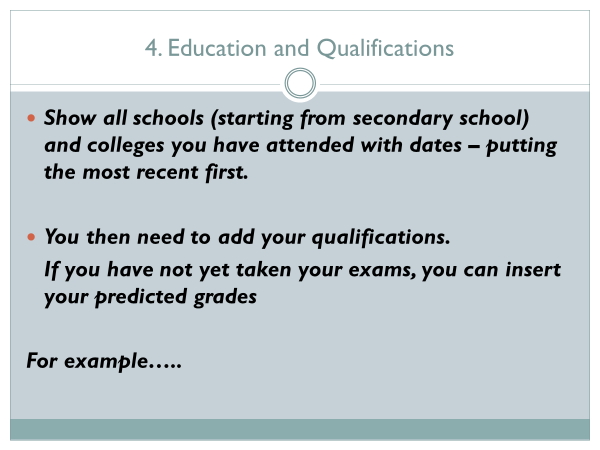 4. Education and Qualifications
• Show all schools (starting from secondary school)
and colleges you have attended with dates – putting
the most recent first.
• You then need to add your qualifications.
If you have not yet taken your exams, you can insert
your predicted grades
For example…..